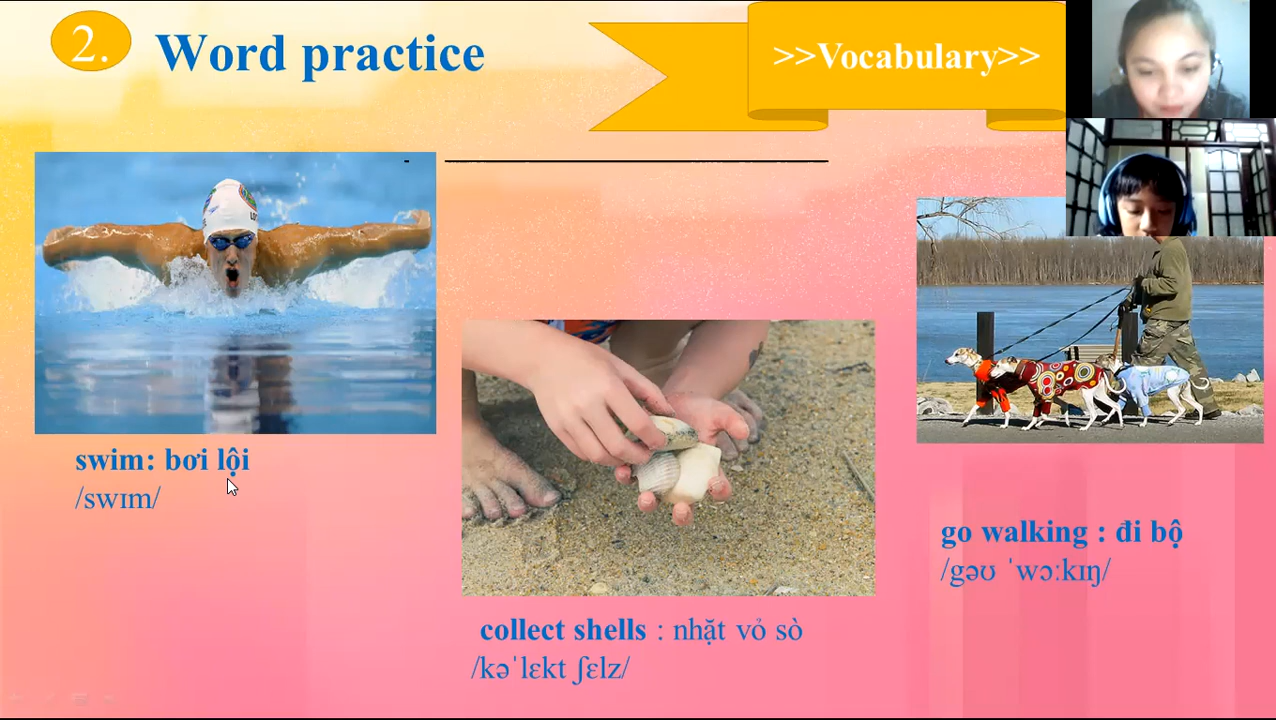 2.
Word practice
>>Vocabulary>>
swim: bơi lội
/swɪm/
collect shells : nhặt vỏ sò
/kəˈlɛkt ʃɛlz/
go walking : đi bộ
/gəʊ ˈwɔːkɪŋ/